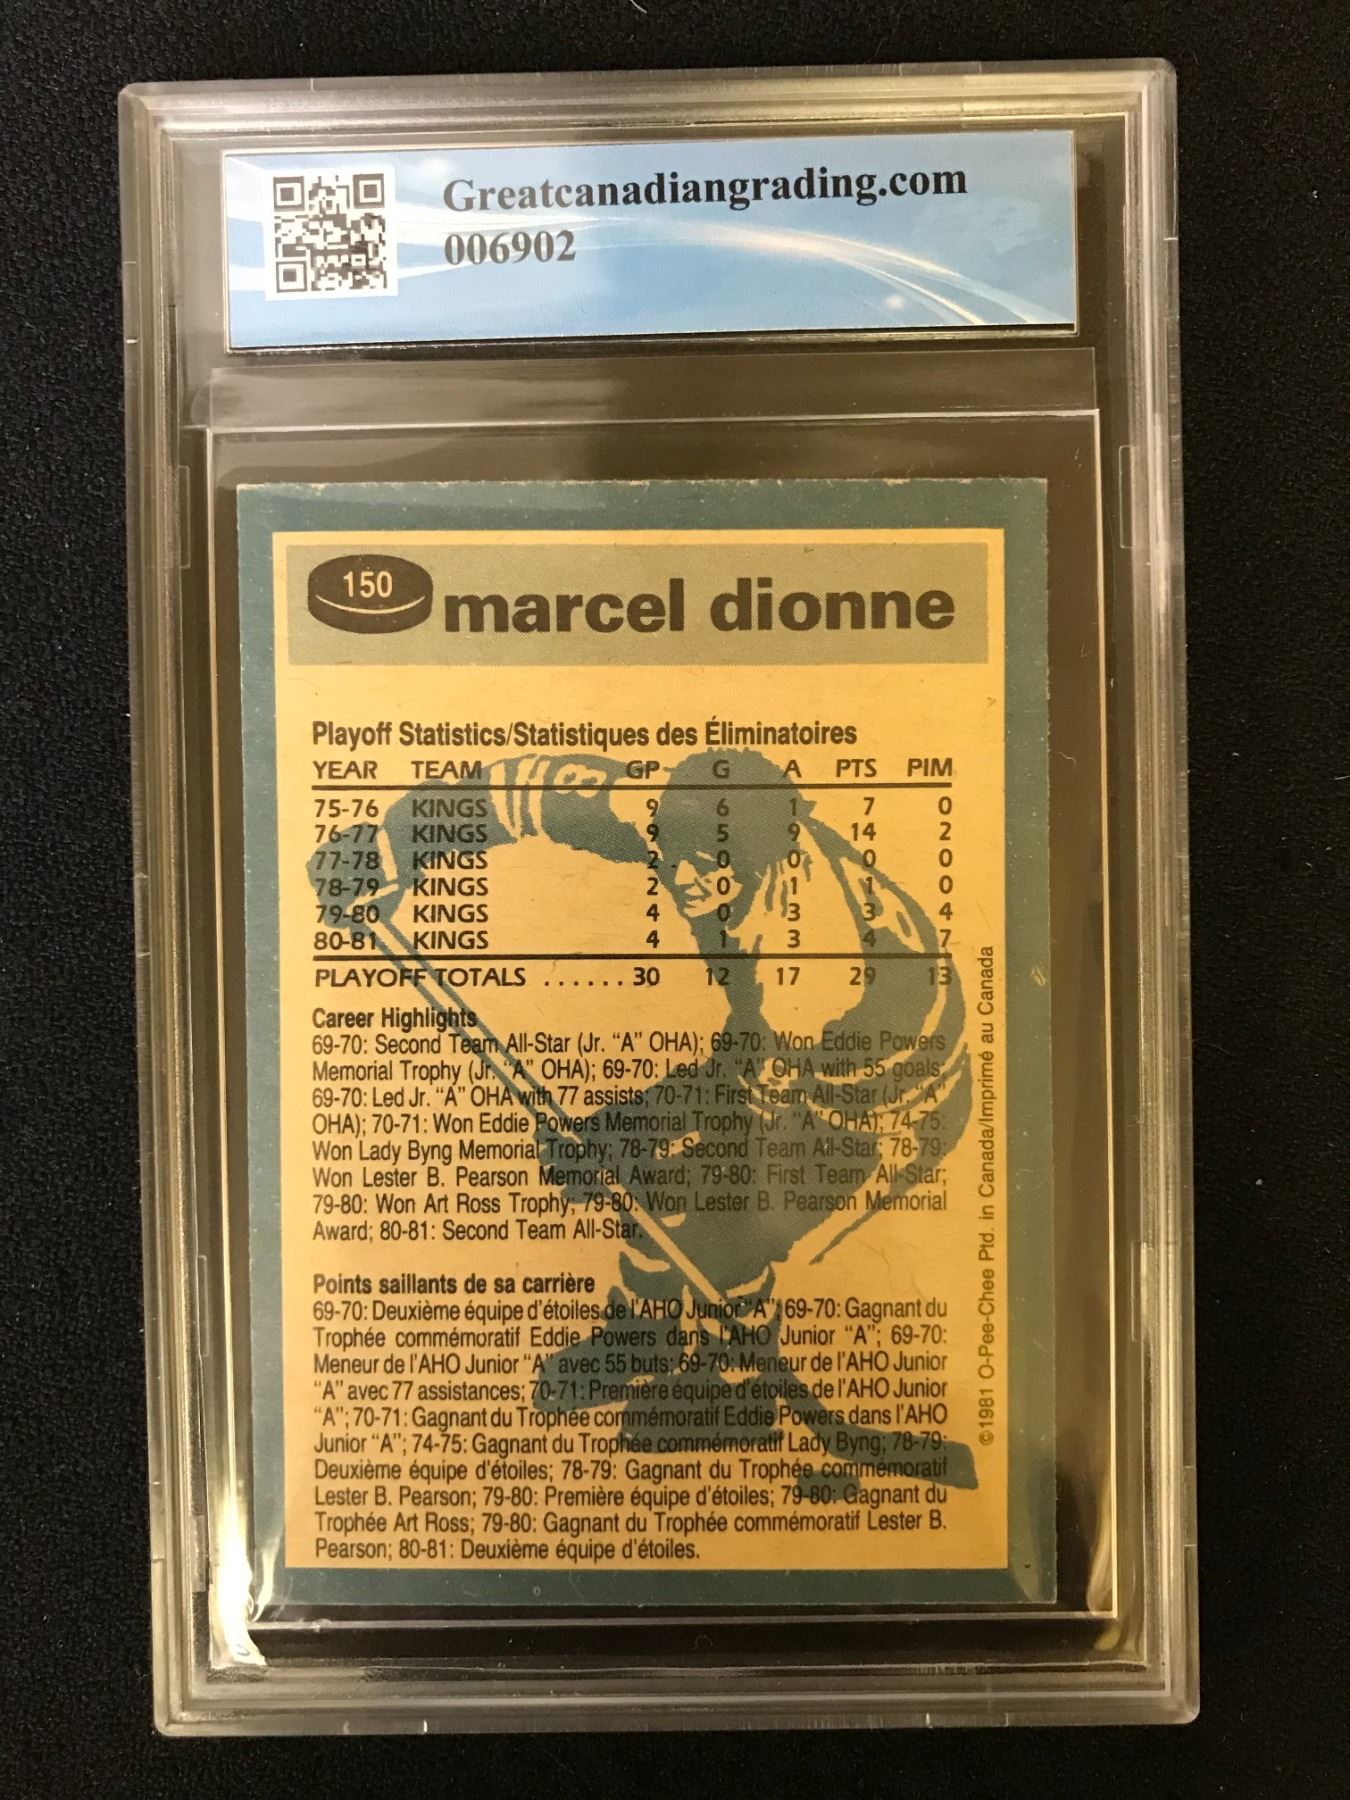 Greatcanadiangrading.com
006902
150
marcel dionne
Playoff Statistics/Statistiques des Éliminatoires
YEAR TEAM GP G A PTS PIM
75-76 KINGS 9 6 1 7 0
76-77 KINGS 9 5 9 14 2
77-78 KINGS 2 0 0 0 0
78-79 KINGS 2 0 1 1 0
79-80 KINGS 4 0 3 3 4
80-81 KINGS 4 1 3 4 7
PLAYOFF TOTALS ...... 30 12 17 29 13
Career Highlights
69-70: Second Team All-Star (Jr. "A" OHA); 69-70: Won Eddie Powers
Memorial Trophy (Jr. "A" OHA); 69-70: Led Jr. "A" OHA with 55 goals;
69-70: Led Jr. "A" OHA with 77 assists; 70-71: First Team All-Star (Jr. "A"
OHA); 70-71: Won Eddie Powers Memorial Trophy (Jr. "A" OHA); 74-75:
Won Lady Byng Memorial Trophy; 78-79: Second Team All-Star; 78-79:
Won Lester B. Pearson Memorial Award; 79-80: First Team All-Star;
79-80: Won Art Ross Trophy; 79-80: Won Lester B. Pearson Memorial
Award; 80-81: Second Team All-Star.
Points saillants de sa carrière
69-70: Deuxième équipe d'étoiles de l'AHO Junior "A"; 69-70: Gagnant du
Trophée commémoratif Eddie Powers dans l'AHO Junior "A"; 69-70:
Meneur de l'AHO Junior "A" avec 55 buts; 69-70: Meneur de l'AHO Junior
"A" avec 77 assistances; 70-71: Première équipe d'étoiles de l'AHO Junior
"A"; 70-71: Gagnant du Trophée commémoratif Eddie Powers dans l'AHO
Junior "A"; 74-75: Gagnant du Trophée commémoratif Lady Byng; 78-79:
Deuxième équipe d'étoiles; 78-79: Gagnant du Trophée commémoratif
Lester B. Pearson; 79-80: Première équipe d'étoiles; 79-80: Gagnant du
Trophée Art Ross; 79-80: Gagnant du Trophée commémoratif Lester B.
Pearson; 80-81: Deuxième équipe d'étoiles.
©1981 O-Pee-Chee Ptd. in Canada/Imprimé au Canada